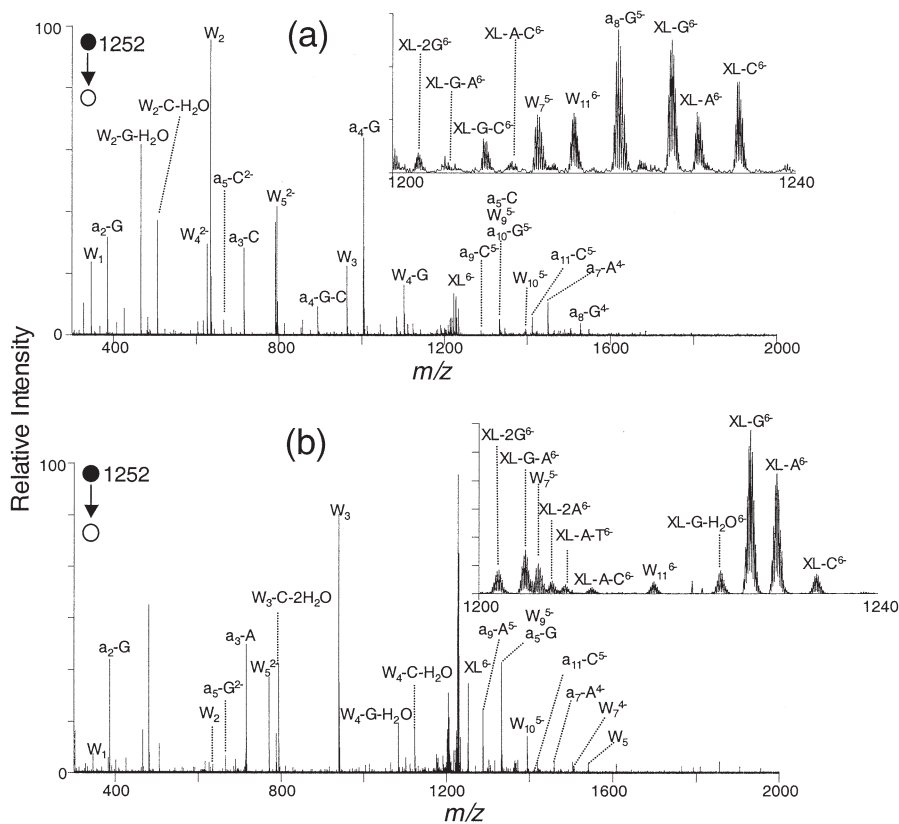 (a)
100
1252
W₂
W₂-C-H₂O
W₂-G-H₂O
a₅-C²⁻
a₄-G
W₅²⁻
a₂-G
W₁
W₄²⁻
a₃-C
a₄-G-C
W₃
W₄-G
XL⁶⁻
a₉-C⁵⁻
a₅-C
W₉⁵⁻
a₁₀-G⁵⁻
W₁₀⁵⁻
a₁₁-C⁵⁻
a₇-A⁴⁻
a₈-G⁴⁻
0
400 800 1200 1600 2000
m/z
XL-2G⁶⁻
XL-G-A⁶⁻
XL-G-C⁶⁻
XL-A-C⁶⁻
W₇⁵⁻
W₁₁⁶⁻
a₈-G⁵⁻
XL-G⁶⁻
XL-A⁶⁻
XL-C⁶⁻
1200 1240
Relative Intensity
(b)
100
1252
W₃
W₃-C-2H₂O
a₂-G
a₃-A
W₅²⁻
a₅-G²⁻
W₂
W₁
W₄-C-H₂O
W₄-G-H₂O
XL⁶⁻
a₉-A⁵⁻
W₉⁵⁻
a₅-G
W₁₀⁵⁻
a₁₁-C⁵⁻
a₇-A⁴⁻
W₇⁴⁻
W₅
0
400 800 1200 1600 2000
m/z
XL-2G⁶⁻
XL-G-A⁶⁻
W₇⁵⁻
XL-2A⁶⁻
XL-A-T⁶⁻
XL-A-C⁶⁻
W₁₁⁶⁻
XL-G-H₂O⁶⁻
XL-G⁶⁻
XL-A⁶⁻
XL-C⁶⁻
1200 1240